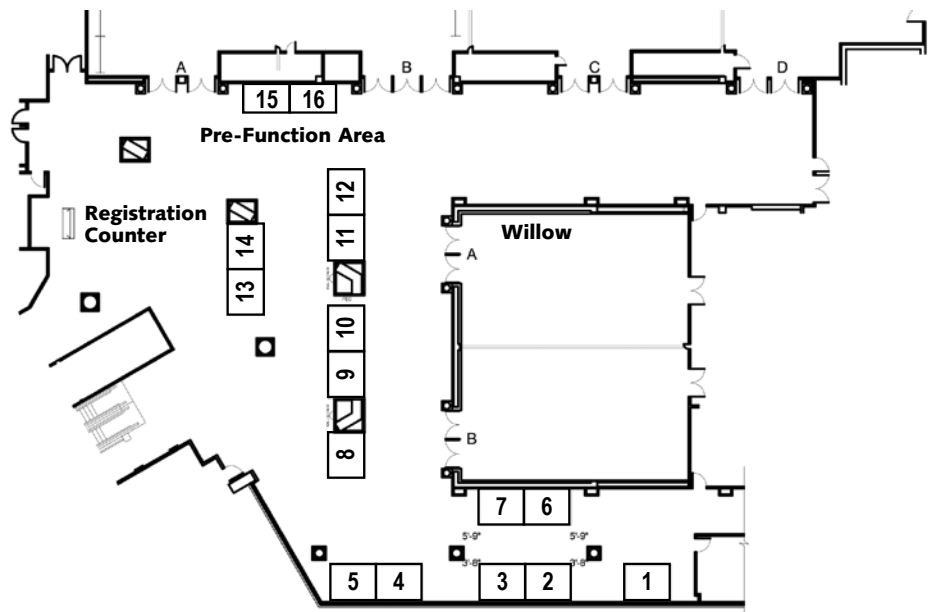 A
B
C
D
15
16
Pre-Function Area
12
Registration
Counter
14
11
Willow
A
13
10
9
B
8
7
6
5'-9"
5'-9"
3'-8"
3'-8"
5
4
3
2
1